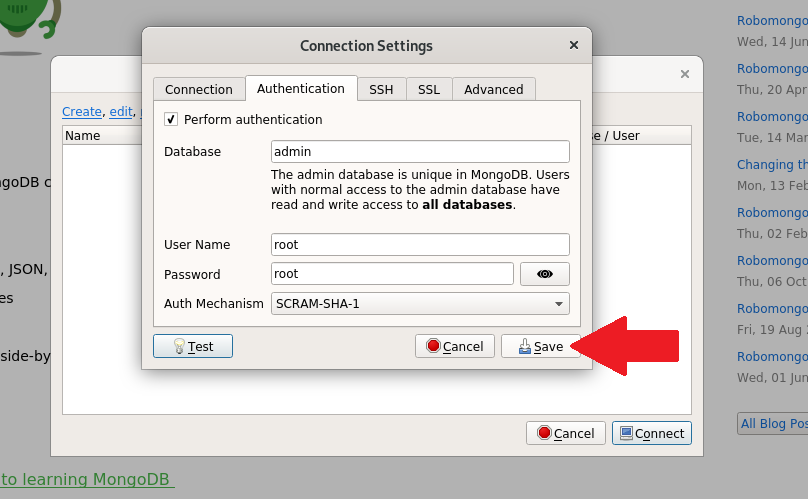 Connection Settings
Connection
Authentication
SSH
SSL
Advanced
Perform authentication
Database
admin
The admin database is unique in MongoDB. Users
with normal access to the admin database have
read and write access to all databases.
User Name
root
Password
root
Auth Mechanism
SCRAM-SHA-1
Test
Cancel
Save
Create, edit,
Name
/ User
Cancel
Connect
, JSON,
side-by
to learning MongoDB
Robomongo
Wed, 14 Jun
Robomongo
Thu, 20 Apr
Robomongo
Tue, 14 Mar
Changing th
Mon, 13 Feb
Robomongo
Thu, 02 Feb
Robomongo
Thu, 06 Oct
Robomongo
Fri, 19 Aug
Robomongo
Wed, 01 Jun
All Blog Pos